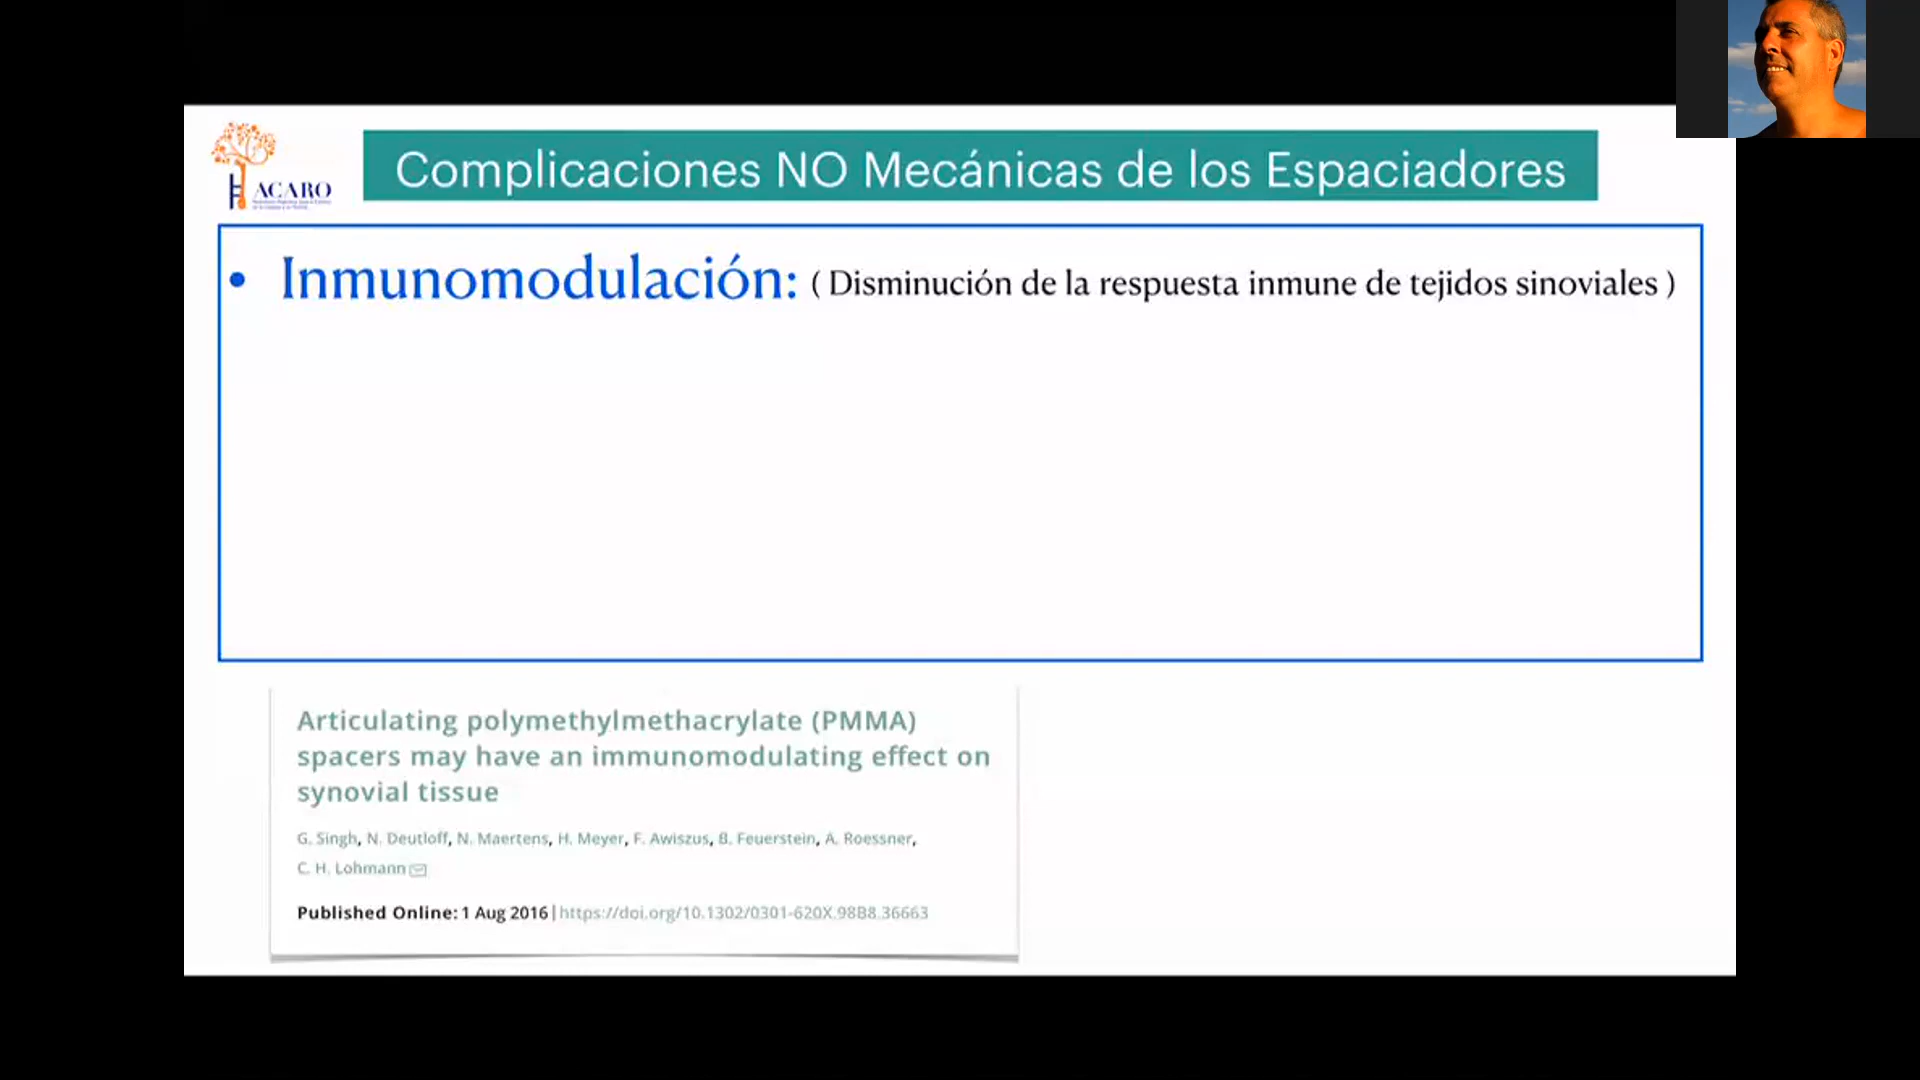 ACARO
Complicaciones NO Mecánicas de los Espaciadores
• Inmunomodulación: ( Disminución de la respuesta inmune de tejidos sinoviales )
Articulating polymethylmethacrylate (PMMA)
spacers may have an immunomodulating effect on
synovial tissue
G. Singh, N. Deutloff, N. Maertens, H. Meyer, F. Awiszus, B. Feuerstein, A. Roessner,
C. H. Lohmann
Published Online: 1 Aug 2016 | https://doi.org/10.1302/0301-620X.98B8.36663